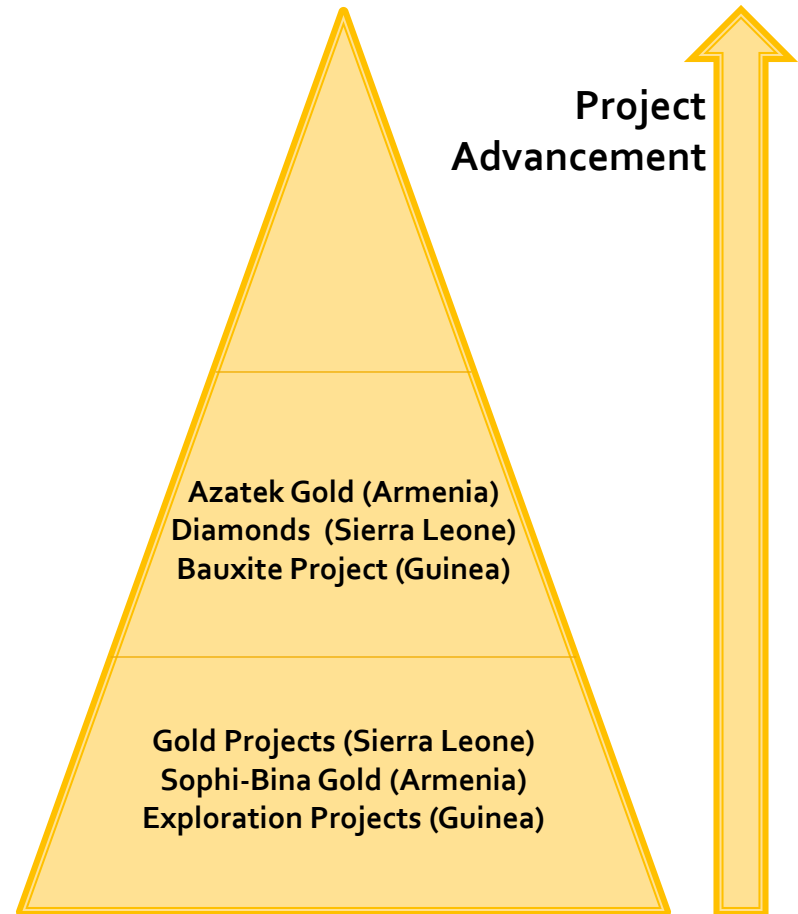 Project
Advancement
Azatek Gold (Armenia)
Diamonds  (Sierra Leone)
Bauxite Project (Guinea)
Gold Projects (Sierra Leone)
Sophi-Bina Gold (Armenia)
Exploration Projects (Guinea)